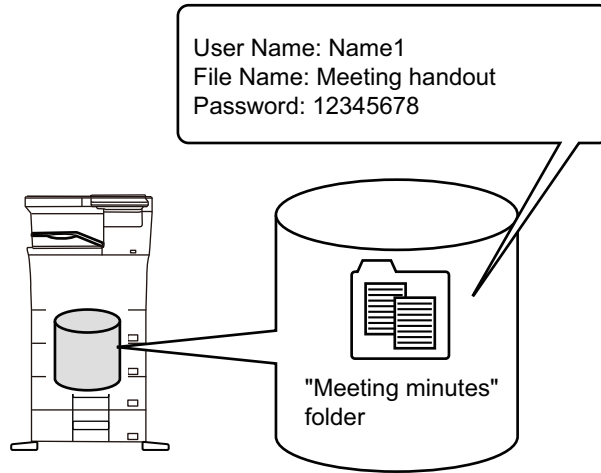 User Name: Name1
File Name: Meeting handout
Password: 12345678
"Meeting minutes"
folder